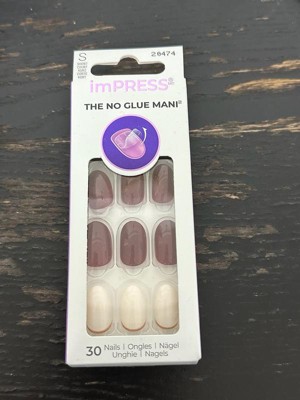 S
28474
imPRESS®
THE NO GLUE MANI®
30 Nails | Ongles | Nägel
Unghie | Nagels